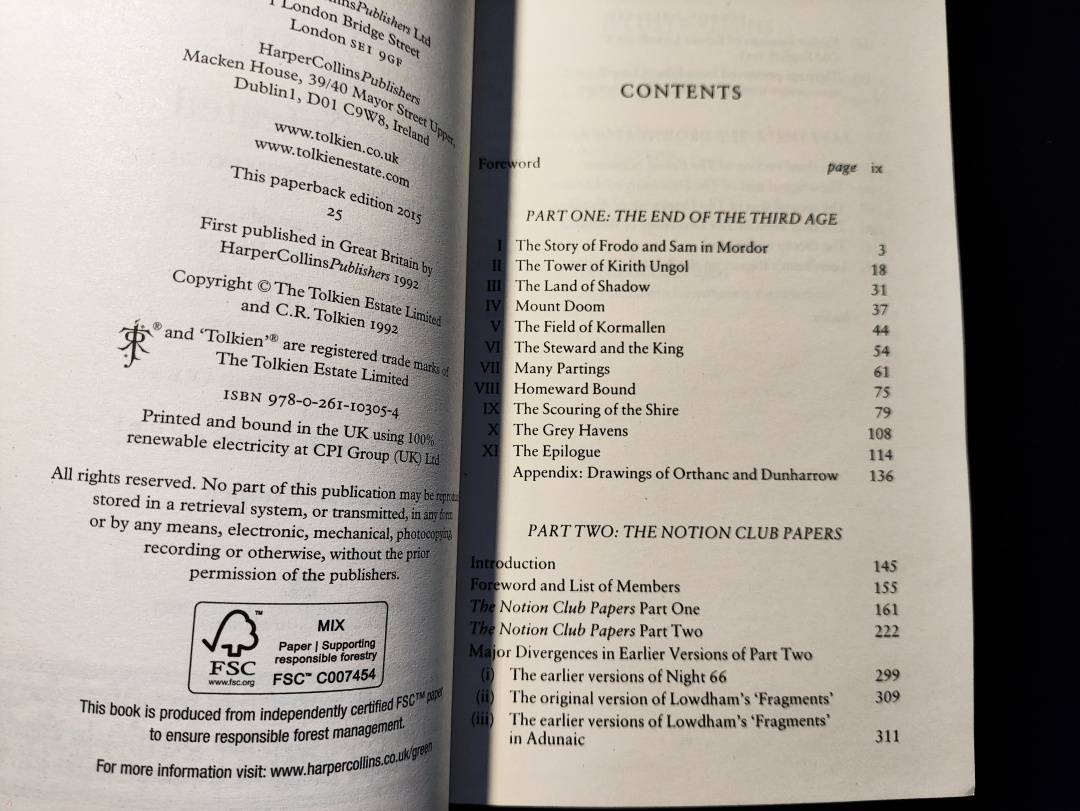 Publishers Ltd
London Bridge Street
London SE1 9GF
HarperCollinsPublishers
Macken House, 39/40 Mayor Street Upper,
Dublin1, D01 C9W8, Ireland
www.tolkien.co.uk
www.tolkienestate.com
This paperback edition 2015
25
First published in Great Britain by
HarperCollinsPublishers 1992
Copyright © The Tolkien Estate Limited
and C.R. Tolkien 1992
® and ‘Tolkien’® are registered trade marks of
The Tolkien Estate Limited
ISBN 978-0-261-10305-4
Printed and bound in the UK using 100%
renewable electricity at CPI Group (UK) Ltd
All rights reserved. No part of this publication may be
stored in a retrieval system, or transmitted, in any form
or by any means, electronic, mechanical, photocopying,
recording or otherwise, without the prior
permission of the publishers.
FSC™
www.fsc.org
MIX
Paper | Supporting
responsible forestry
FSC™ C007454
This book is produced from independently certified FSC™ paper
to ensure responsible forest management.
For more information visit: www.harpercollins.co.uk/green
CONTENTS
Foreword page ix
PART ONE: THE END OF THE THIRD AGE
I The Story of Frodo and Sam in Mordor 3
II The Tower of Kirith Ungol 18
III The Land of Shadow 31
IV Mount Doom 37
V The Field of Kormallen 44
VI The Steward and the King 54
VII Many Partings 61
VIII Homeward Bound 75
IX The Scouring of the Shire 79
X The Grey Havens 108
XI The Epilogue 114
Appendix: Drawings of Orthanc and Dunharrow 136
PART TWO: THE NOTION CLUB PAPERS
Introduction 145
Foreword and List of Members 155
The Notion Club Papers Part One 161
The Notion Club Papers Part Two 222
Major Divergences in Earlier Versions of Part Two
(i) The earlier versions of Night 66 299
(ii) The original version of Lowdham’s ‘Fragments’ 309
(iii) The earlier versions of Lowdham’s ‘Fragments’
in Adunaic 311